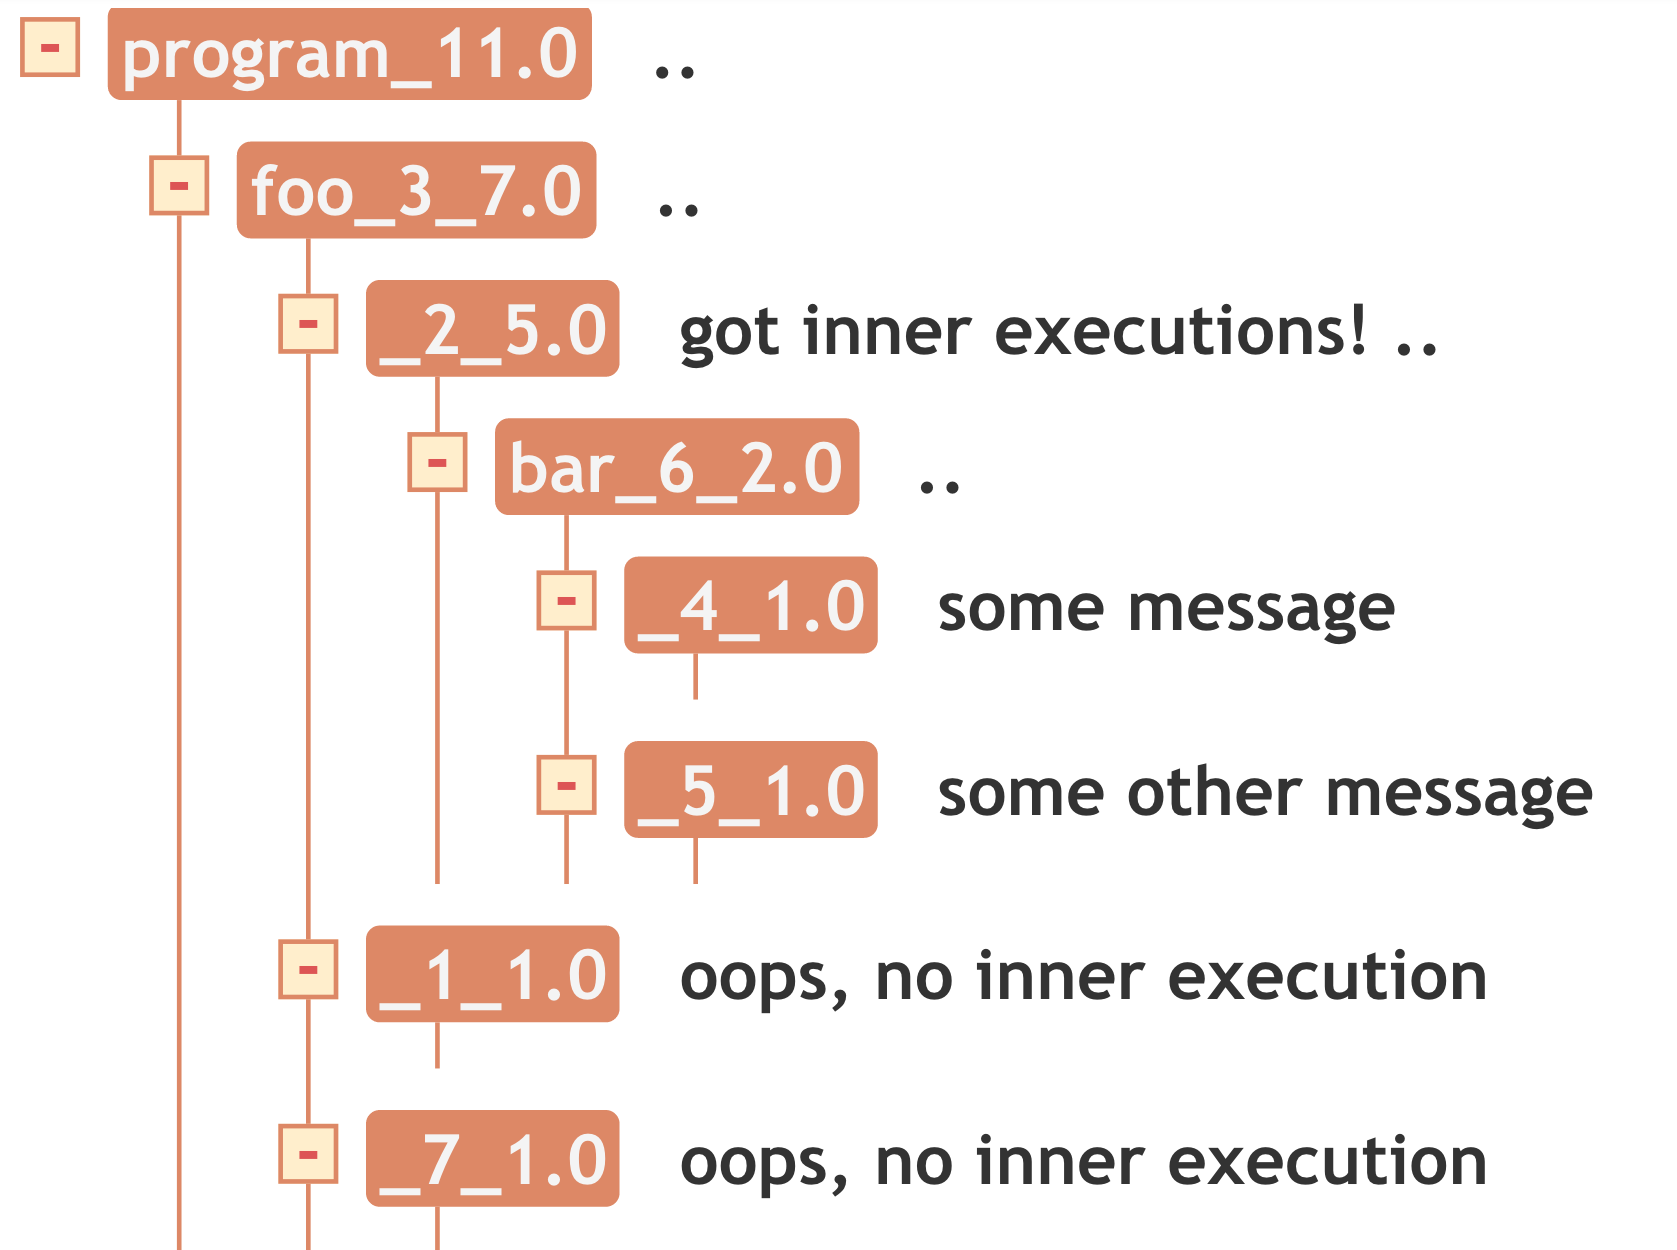 - program_11.0 ..
- foo_3_7.0 ..
- _2_5.0 got inner executions! ..
- bar_6_2.0 ..
- _4_1.0 some message
- _5_1.0 some other message
- _1_1.0 oops, no inner execution
- _7_1.0 oops, no inner execution